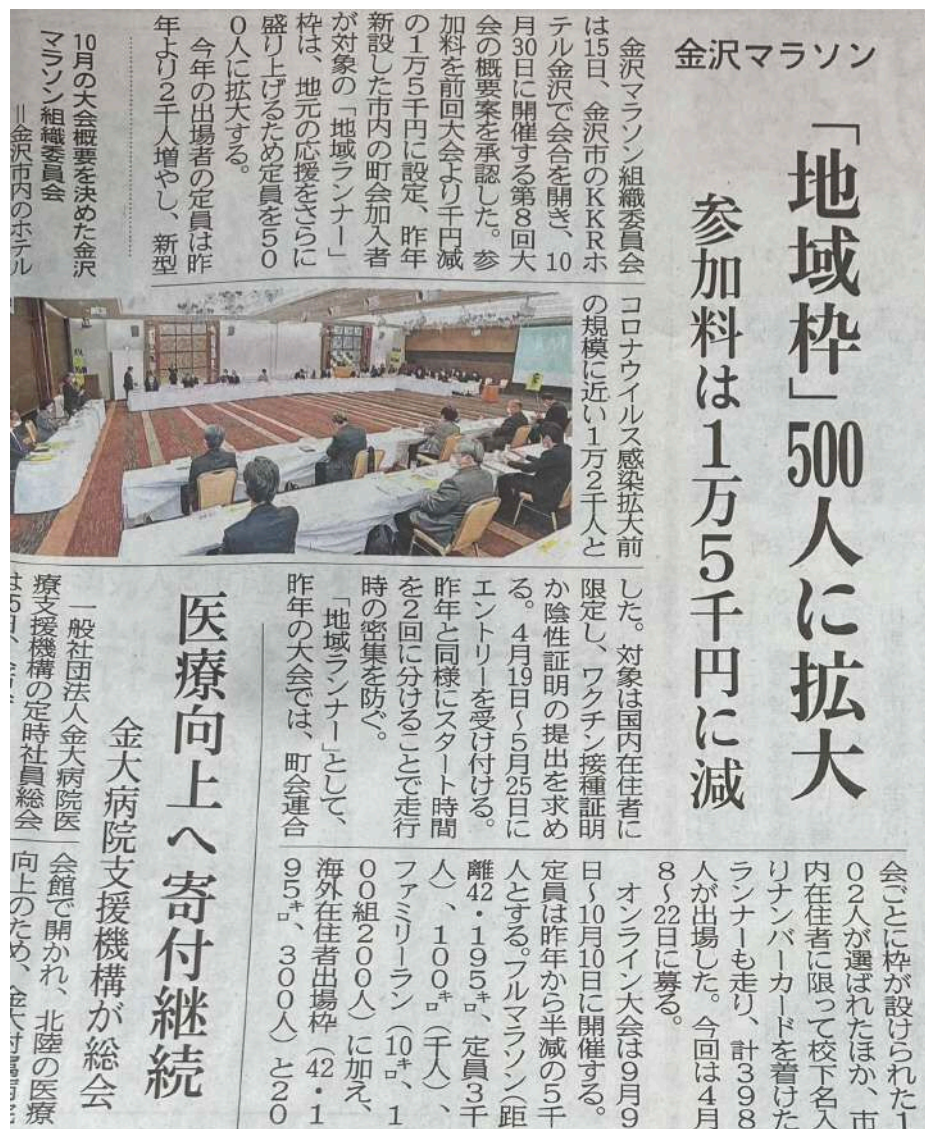 金沢マラソン
「地域枠」500人に拡大
参加料は1万5千円に減
金沢マラソン組織委員会
は15日、金沢市のKKRホ
テル金沢で会合を開き、10
月30日に開催する第8回大
会の概要案を承認した。参
加料を前回大会より千円減
の1万5千円に設定、昨年
新設した市内の町会加入者
が対象の「地域ランナー」
枠は、地元の応援をさらに
盛り上げるため定員を50
0人に拡大する。
今年の出場者の定員は昨
年より2千人増やし、新型
コロナウイルス感染拡大前
の規模に近い1万2千人と
した。対象は国内在住者に
限定し、ワクチン接種証明
か陰性証明の提出を求め
る。4月19日~5月25日に
エントリーを受け付ける。
昨年と同様にスタート時間
を2回に分けることで走行
時の密集を防ぐ。
「地域ランナー」として、
昨年の大会では、町会連合
会ごとに枠が設けられた1
02人が選ばれたほか、市
内在住者に限って校下名入
りナンバーカードを着けた
ランナーも走り、計398
人が出場した。今回は4月
8~22日に募る。
オンライン大会は9月9
日~10月10日に開催する。
定員は昨年から半減の5千
人とする。フルマラソン(距
離42・195㌔、定員3千
人)、100㌔(千人)、
ファミリーラン(10㌔、1
00組200人)に加え、
海外在住者出場枠(42・1
95㌔、300人)と20
10月の大会概要を決めた金沢
マラソン組織委員会
=金沢市内のホテル
医療向上へ寄付継続
金大病院支援機構が総会
一般社団法人金大病院医
療支援機構の定時社員総会
会館で開かれ、北陸の医療
向上のため、